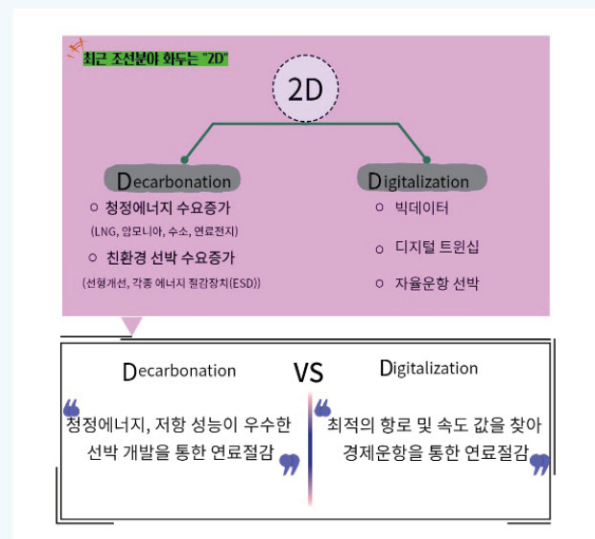 최근 조선분야 화두는 "2D"
2D
Decarbonation
○ 청정에너지 수요증가
(LNG, 암모니아, 수소, 연료전지)
○ 친환경 선박 수요증가
(선형개선, 각종 에너지 절감장치(ESD))
Digitalization
○ 빅데이터
○ 디지털 트윈십
○ 자율운항 선박
Decarbonation
VS
Digitalization
“청정에너지, 저항 성능이 우수한
선박 개발을 통한 연료절감”
“최적의 항로 및 속도 값을 찾아
경제운항을 통한 연료절감”